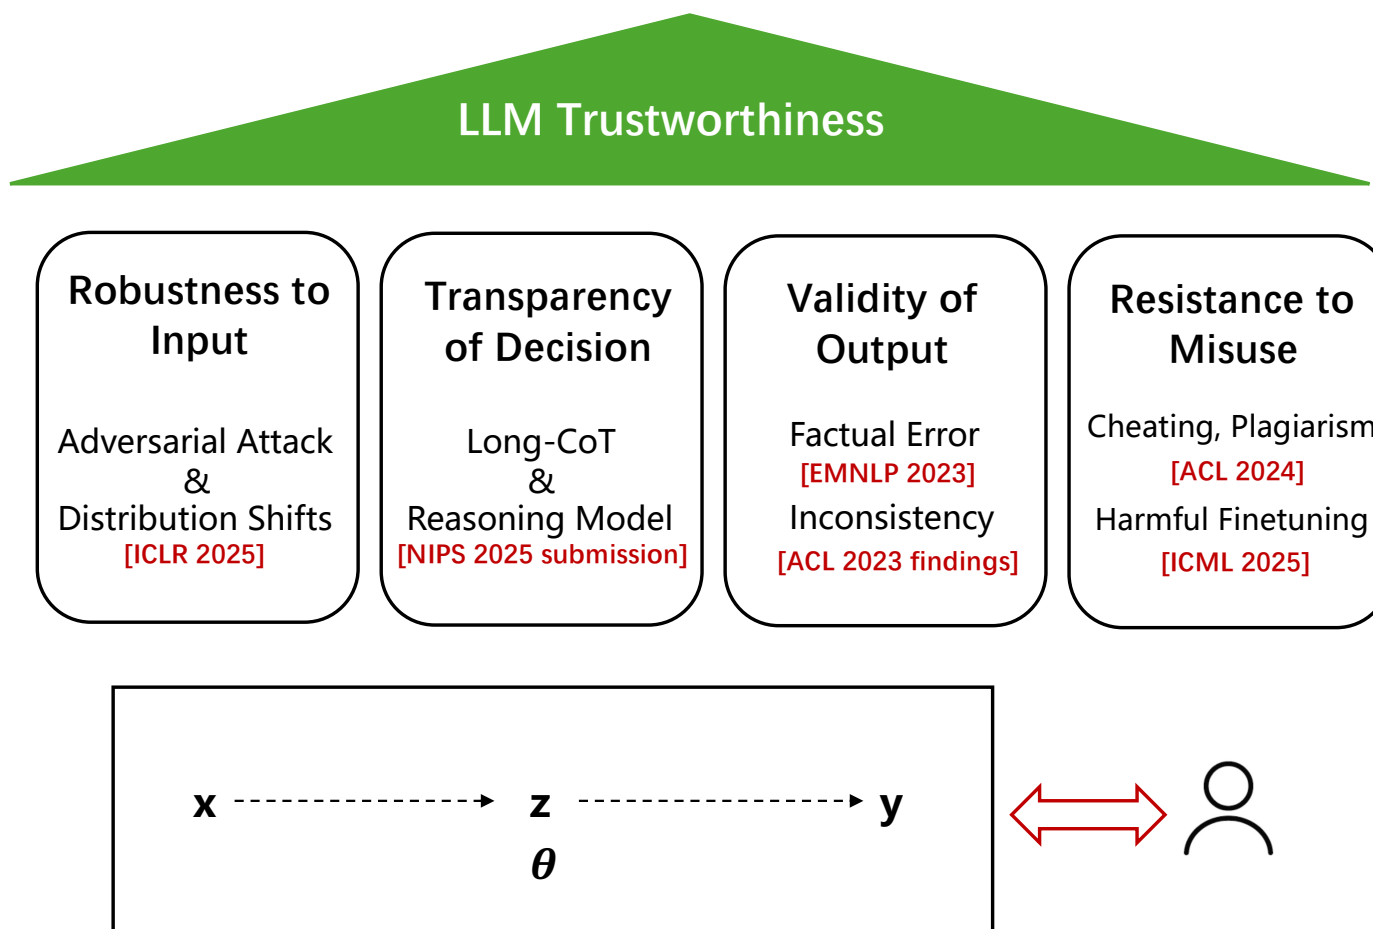 LLM Trustworthiness
Robustness to
Input
Adversarial Attack
&
Distribution Shifts
[ICLR 2025]
Transparency
of Decision
Long-CoT
&
Reasoning Model
[NIPS 2025 submission]
Validity of
Output
Factual Error
[EMNLP 2023]
Inconsistency
[ACL 2023 findings]
Resistance to
Misuse
Cheating, Plagiarism
[ACL 2024]
Harmful Finetuning
[ICML 2025]
x z y
θ